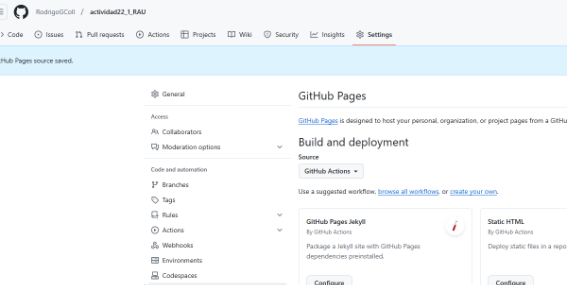 RodrigoGColl / actividad22_1_RAU
Code Issues Pull requests Actions Projects Wiki Security Insights Settings
Hub Pages source saved.
General
Access
Collaborators
Moderation options
Code and automation
Branches
Tags
Rules
Actions
Webhooks
Environments
Codespaces
GitHub Pages
GitHub Pages is designed to host your personal, organization, or project pages from a GitHu
Build and deployment
Source
GitHub Actions
Use a suggested workflow, browse all workflows, or create your own.
GitHub Pages Jekyll
By GitHub Actions
Package a Jekyll site with GitHub Pages
dependencies preinstalled.
Configure
Static HTML
By GitHub Actions
Deploy static files in a repo
Configure